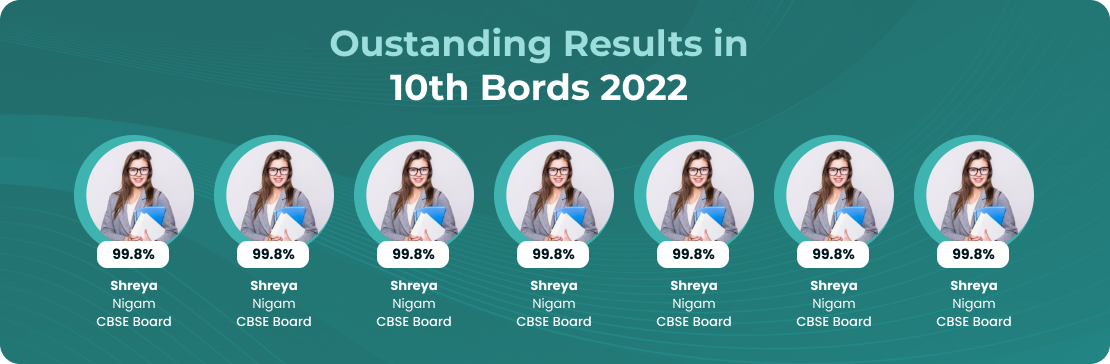 Oustanding Results in
10th Bords 2022
99.8% 99.8% 99.8% 99.8% 99.8% 99.8% 99.8%
Shreya Shreya Shreya Shreya Shreya Shreya Shreya
Nigam Nigam Nigam Nigam Nigam Nigam Nigam
CBSE Board CBSE Board CBSE Board CBSE Board CBSE Board CBSE Board CBSE Board